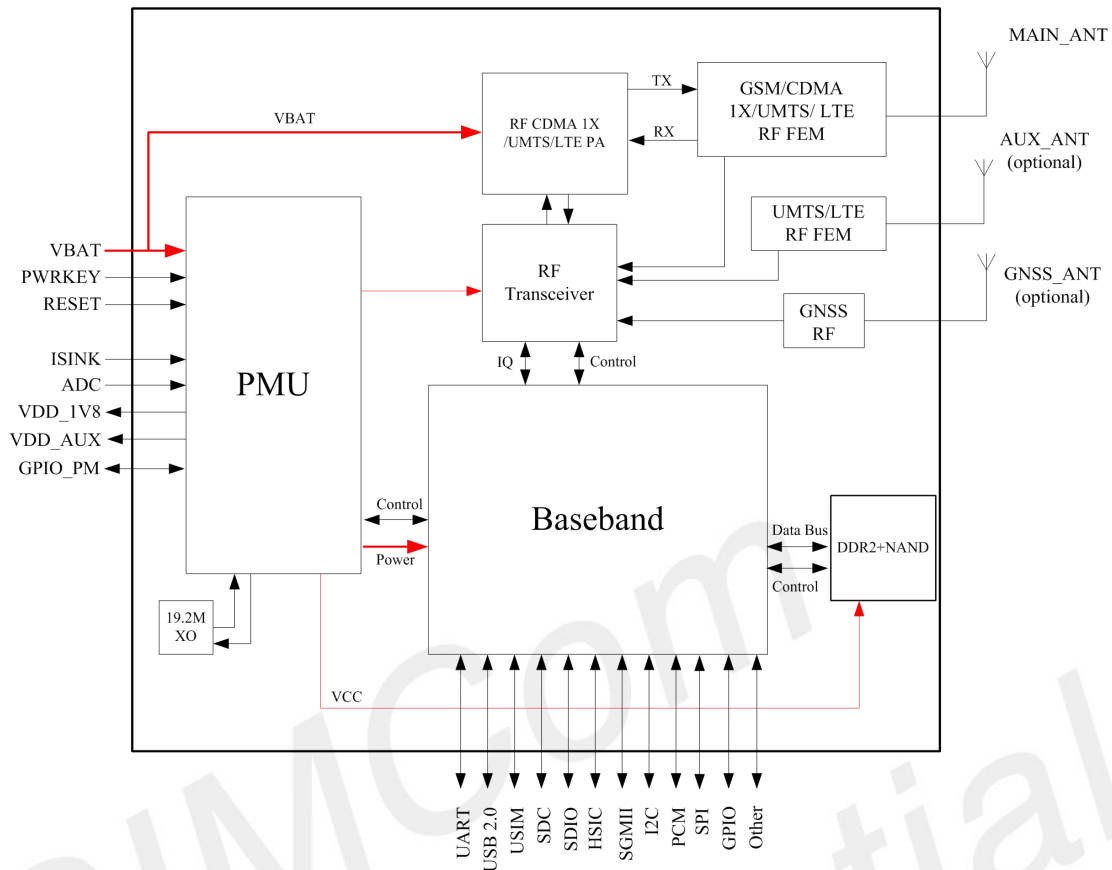 MAIN_ANT
TX
GSM/CDMA
1X/UMTS/ LTE
RF FEM
VBAT
RF CDMA 1X
/UMTS/LTE PA
RX
AUX_ANT
(optional)
UMTS/LTE
RF FEM
VBAT
PWRKEY
RESET
RF
Transceiver
GNSS_ANT
(optional)
GNSS
RF
ISINK
ADC
VDD_1V8
VDD_AUX
GPIO_PM
PMU
IQ
Control
Control
Power
Baseband
Data Bus
Control
DDR2+NAND
19.2M
XO
VCC
UART
USB 2.0
USIM
SDC
SDIO
HSIC
SGMII
I2C
PCM
SPI
GPIO
Other
SIMCom